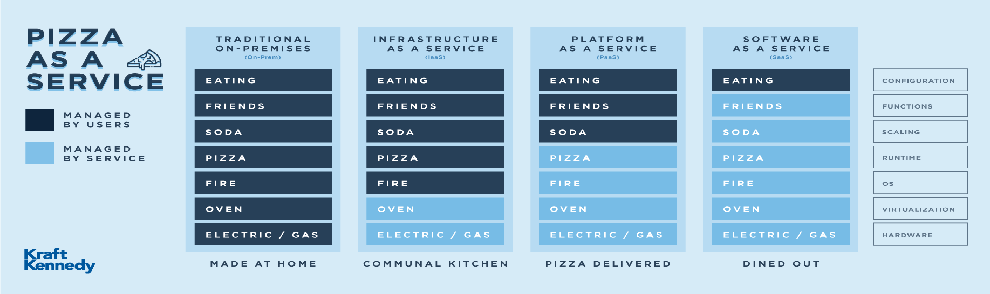 PIZZA
AS A
SERVICE
MANAGED
BY USERS
MANAGED
BY SERVICE
Kraft
Kennedy
TRADITIONAL
ON-PREMISES
(On-Prem)
EATING
FRIENDS
SODA
PIZZA
FIRE
OVEN
ELECTRIC / GAS
MADE AT HOME
INFRASTRUCTURE
AS A SERVICE
(IaaS)
EATING
FRIENDS
SODA
PIZZA
FIRE
OVEN
ELECTRIC / GAS
COMMUNAL KITCHEN
PLATFORM
AS A SERVICE
(PaaS)
EATING
FRIENDS
SODA
PIZZA
FIRE
OVEN
ELECTRIC / GAS
PIZZA DELIVERED
SOFTWARE
AS A SERVICE
(SaaS)
EATING
FRIENDS
SODA
PIZZA
FIRE
OVEN
ELECTRIC / GAS
DINED OUT
CONFIGURATION
FUNCTIONS
SCALING
RUNTIME
OS
VIRTUALIZATION
HARDWARE